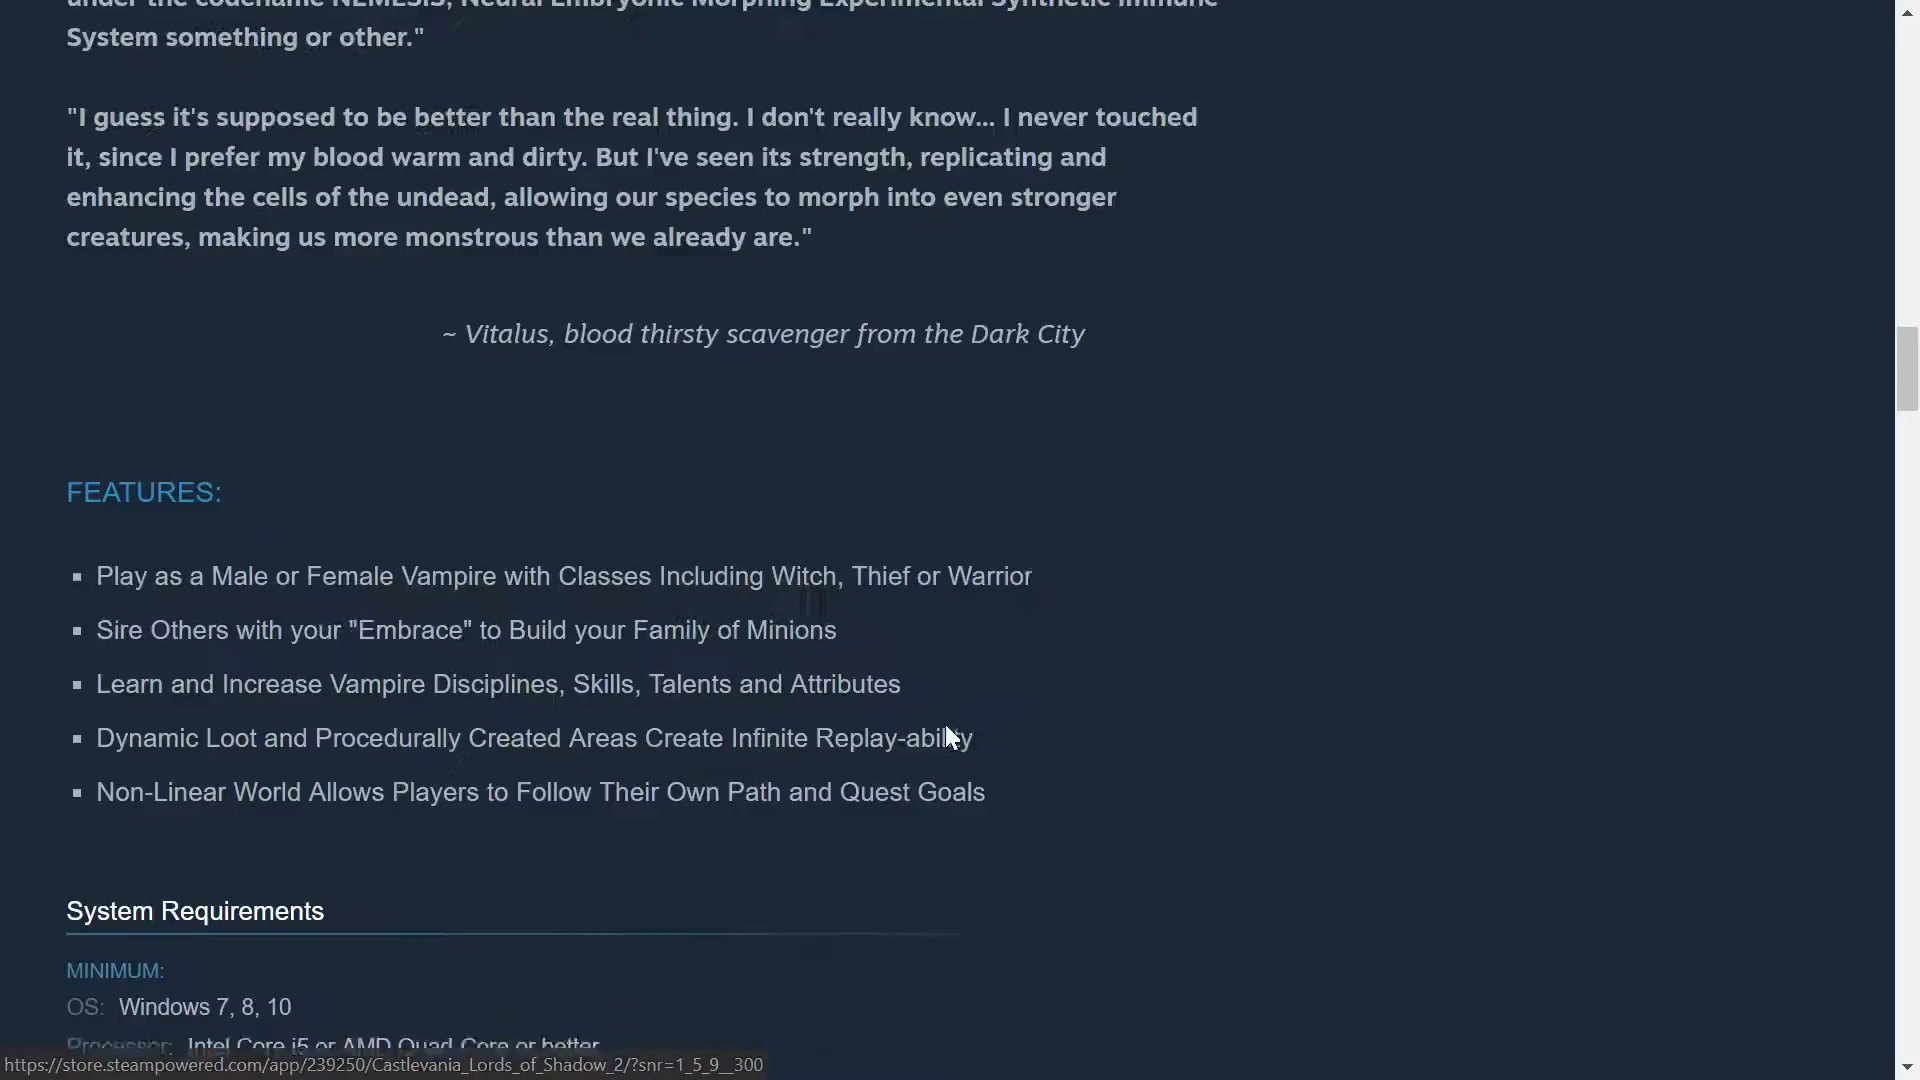 under the codename NEMESIS, Neural Embryonic Morphing Experimental Synthetic Immune
System something or other."
"I guess it's supposed to be better than the real thing. I don't really know... I never touched
it, since I prefer my blood warm and dirty. But I've seen its strength, replicating and
enhancing the cells of the undead, allowing our species to morph into even stronger
creatures, making us more monstrous than we already are."
~ Vitalus, blood thirsty scavenger from the Dark City
FEATURES:
▪ Play as a Male or Female Vampire with Classes Including Witch, Thief or Warrior
▪ Sire Others with your "Embrace" to Build your Family of Minions
▪ Learn and Increase Vampire Disciplines, Skills, Talents and Attributes
▪ Dynamic Loot and Procedurally Created Areas Create Infinite Replay-ability
▪ Non-Linear World Allows Players to Follow Their Own Path and Quest Goals
System Requirements
MINIMUM:
OS: Windows 7, 8, 10
Processor: Intel Core i5 or AMD Quad Core or better
https://store.steampowered.com/app/239250/Castlevania_Lords_of_Shadow_2/?snr=1_5_9__300